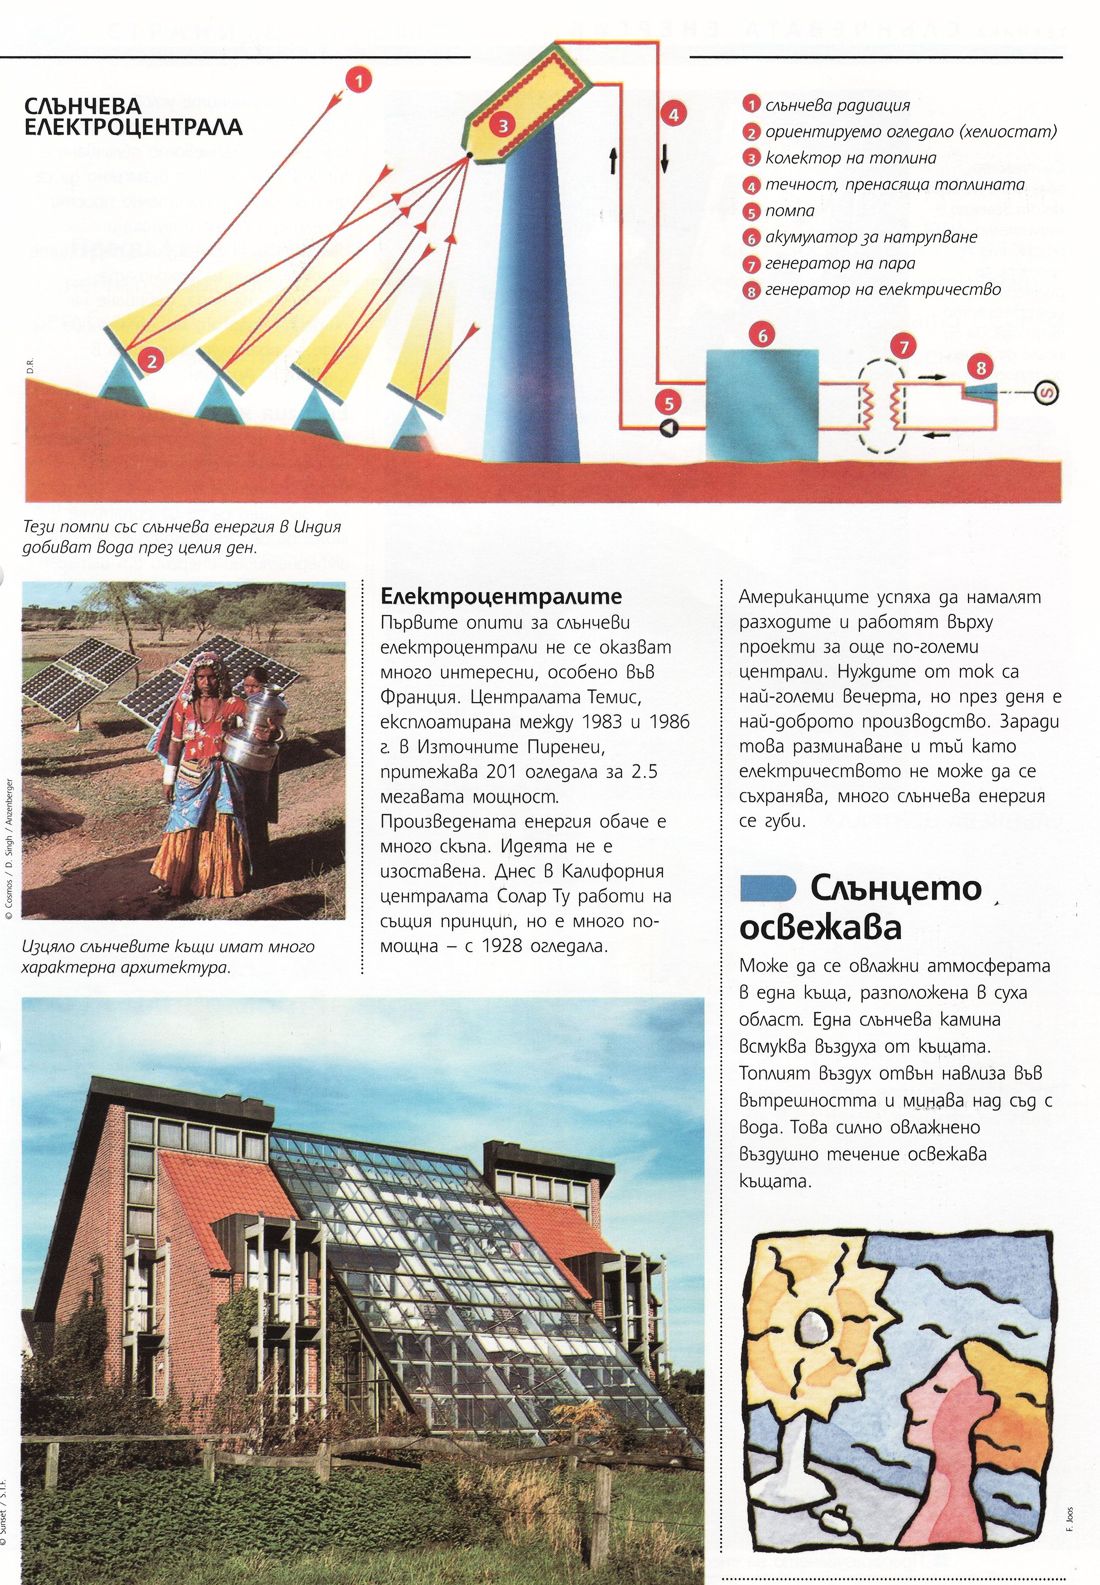 СЛЪНЧЕВА
ЕЛЕКТРОЦЕНТРАЛА
1
2
3
4
5
6
7
8
S
1 слънчева радиация
2 ориентируемо огледало (хелиостат)
3 колектор на топлина
4 течност, пренасяща топлината
5 помпа
6 акумулатор за натрупване
7 генератор на пара
8 генератор на електричество
D.R.
Тези помпи със слънчева енергия в Индия
добиват вода през целия ден.
© Cosmos / D. Singh / Anzenberger
Изцяло слънчевите къщи имат много
характерна архитектура.
Електроцентралите
Първите опити за слънчеви
електроцентрали не се оказват
много интересни, особено във
Франция. Централата Темис,
експлоатирана между 1983 и 1986
г. в Източните Пиренеи,
притежава 201 огледала за 2.5
мегавата мощност.
Произведената енергия обаче е
много скъпа. Идеята не е
изоставена. Днес в Калифорния
централата Солар Ту работи на
същия принцип, но е много по-
мощна – с 1928 огледала.
Американците успяха да намалят
разходите и работят върху
проекти за още по-големи
централи. Нуждите от ток са
най-големи вечерта, но през деня е
най-доброто производство. Заради
това разминаване и тъй като
електричеството не може да се
съхранява, много слънчева енергия
се губи.
Слънцето
освежава
Може да се овлажни атмосферата
в една къща, разположена в суха
област. Една слънчева камина
всмуква въздуха от къщата.
Топлият въздух отвън навлиза във
вътрешността и минава над съд с
вода. Това силно овлажнено
въздушно течение освежава
къщата.
© Sunset / S.T.F.
F. Joos